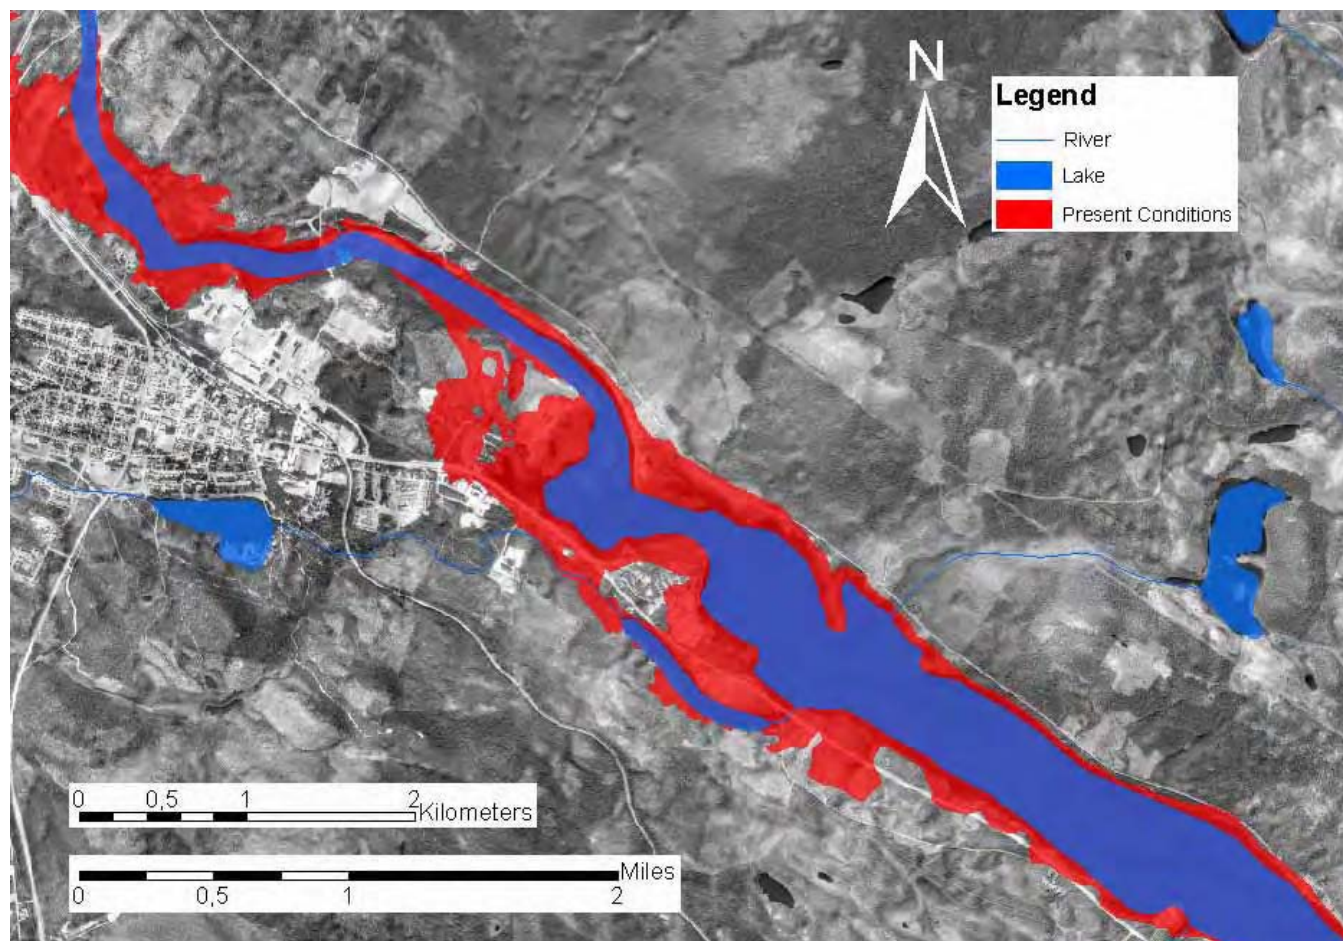 N
Legend
River
Lake
Present Conditions
0 0,5 1 2 Kilometers
Miles
0 0,5 1 2